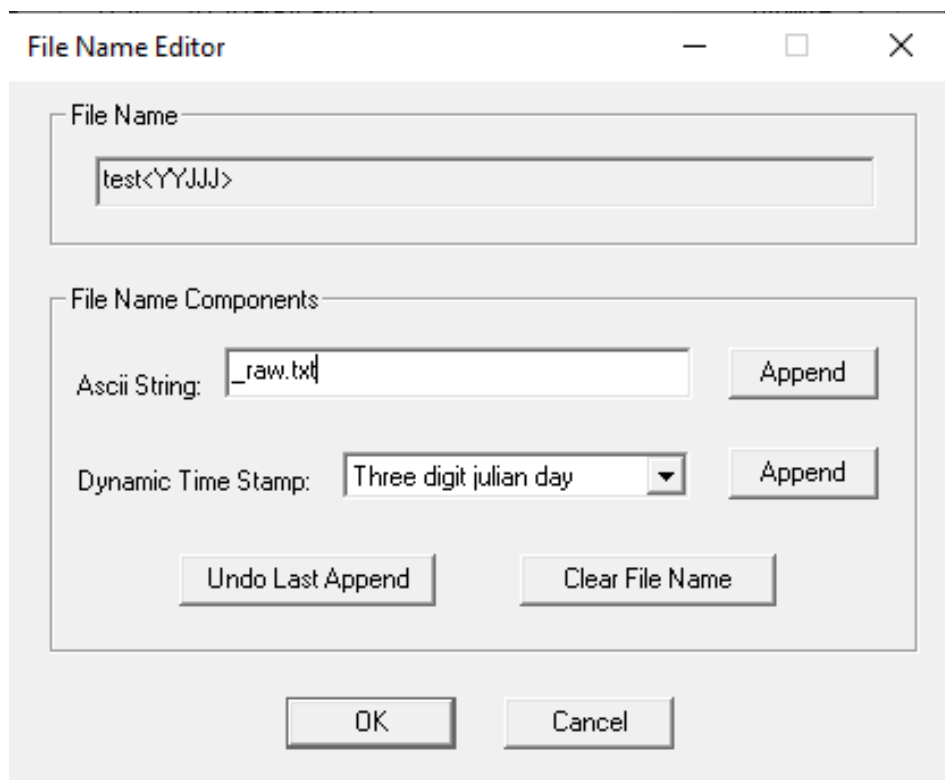 File Name Editor
File Name
test<YYJJJ>
File Name Components
Ascii String: _raw.txt Append
Dynamic Time Stamp: Three digit julian day Append
Undo Last Append Clear File Name
OK Cancel